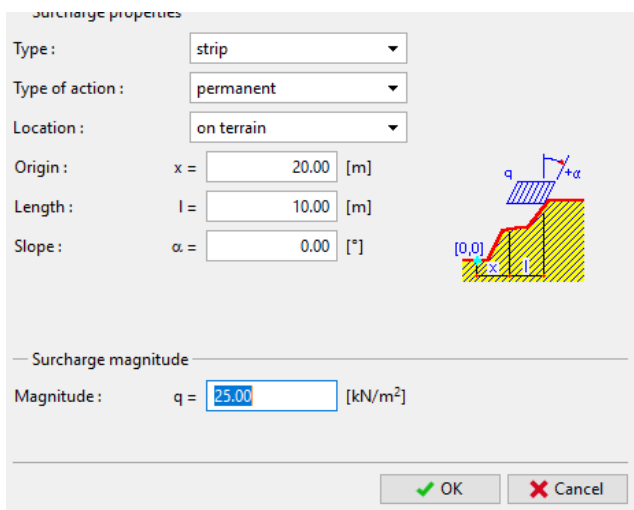 Surcharge properties
Type : strip
Type of action : permanent
Location : on terrain
Origin : x = 20.00 [m]
Length : l = 10.00 [m]
Slope : α = 0.00 [°]
q +α
[0,0]
x l
Surcharge magnitude
Magnitude : q = 25.00 [kN/m²]
OK Cancel